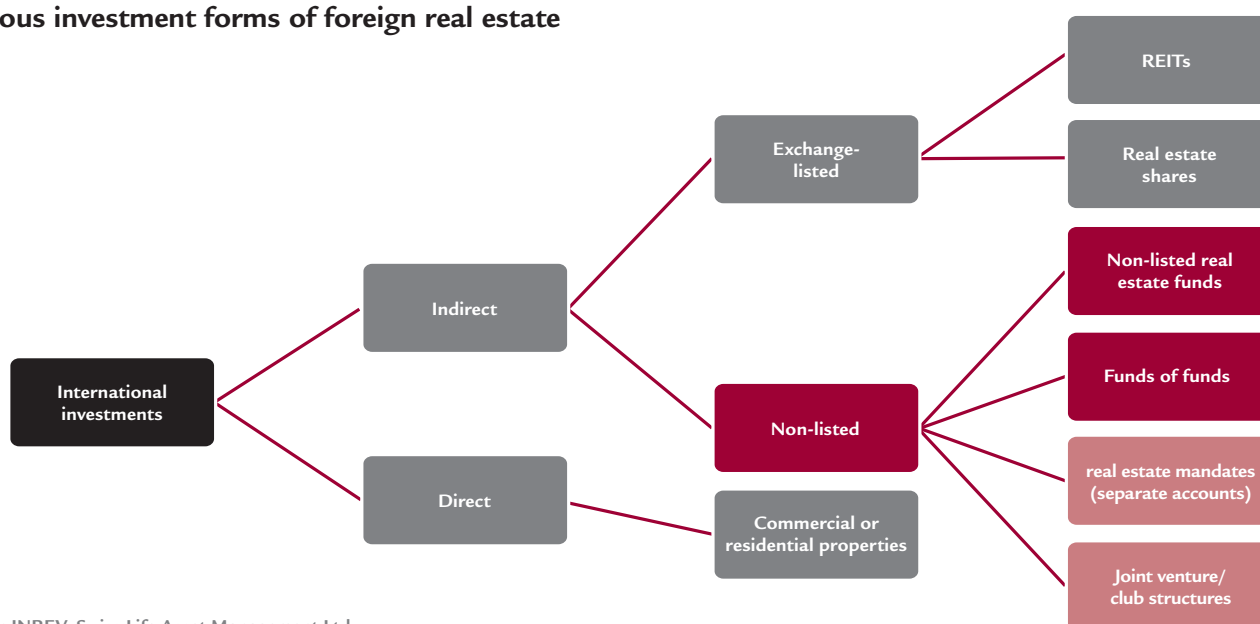 ous investment forms of foreign real estate
REITs
Exchange-
listed
Real estate
shares
Non-listed real
estate funds
Indirect
Funds of funds
International
investments
Non-listed
real estate mandates
(separate accounts)
Direct
Commercial or
residential properties
Joint venture/
club structures